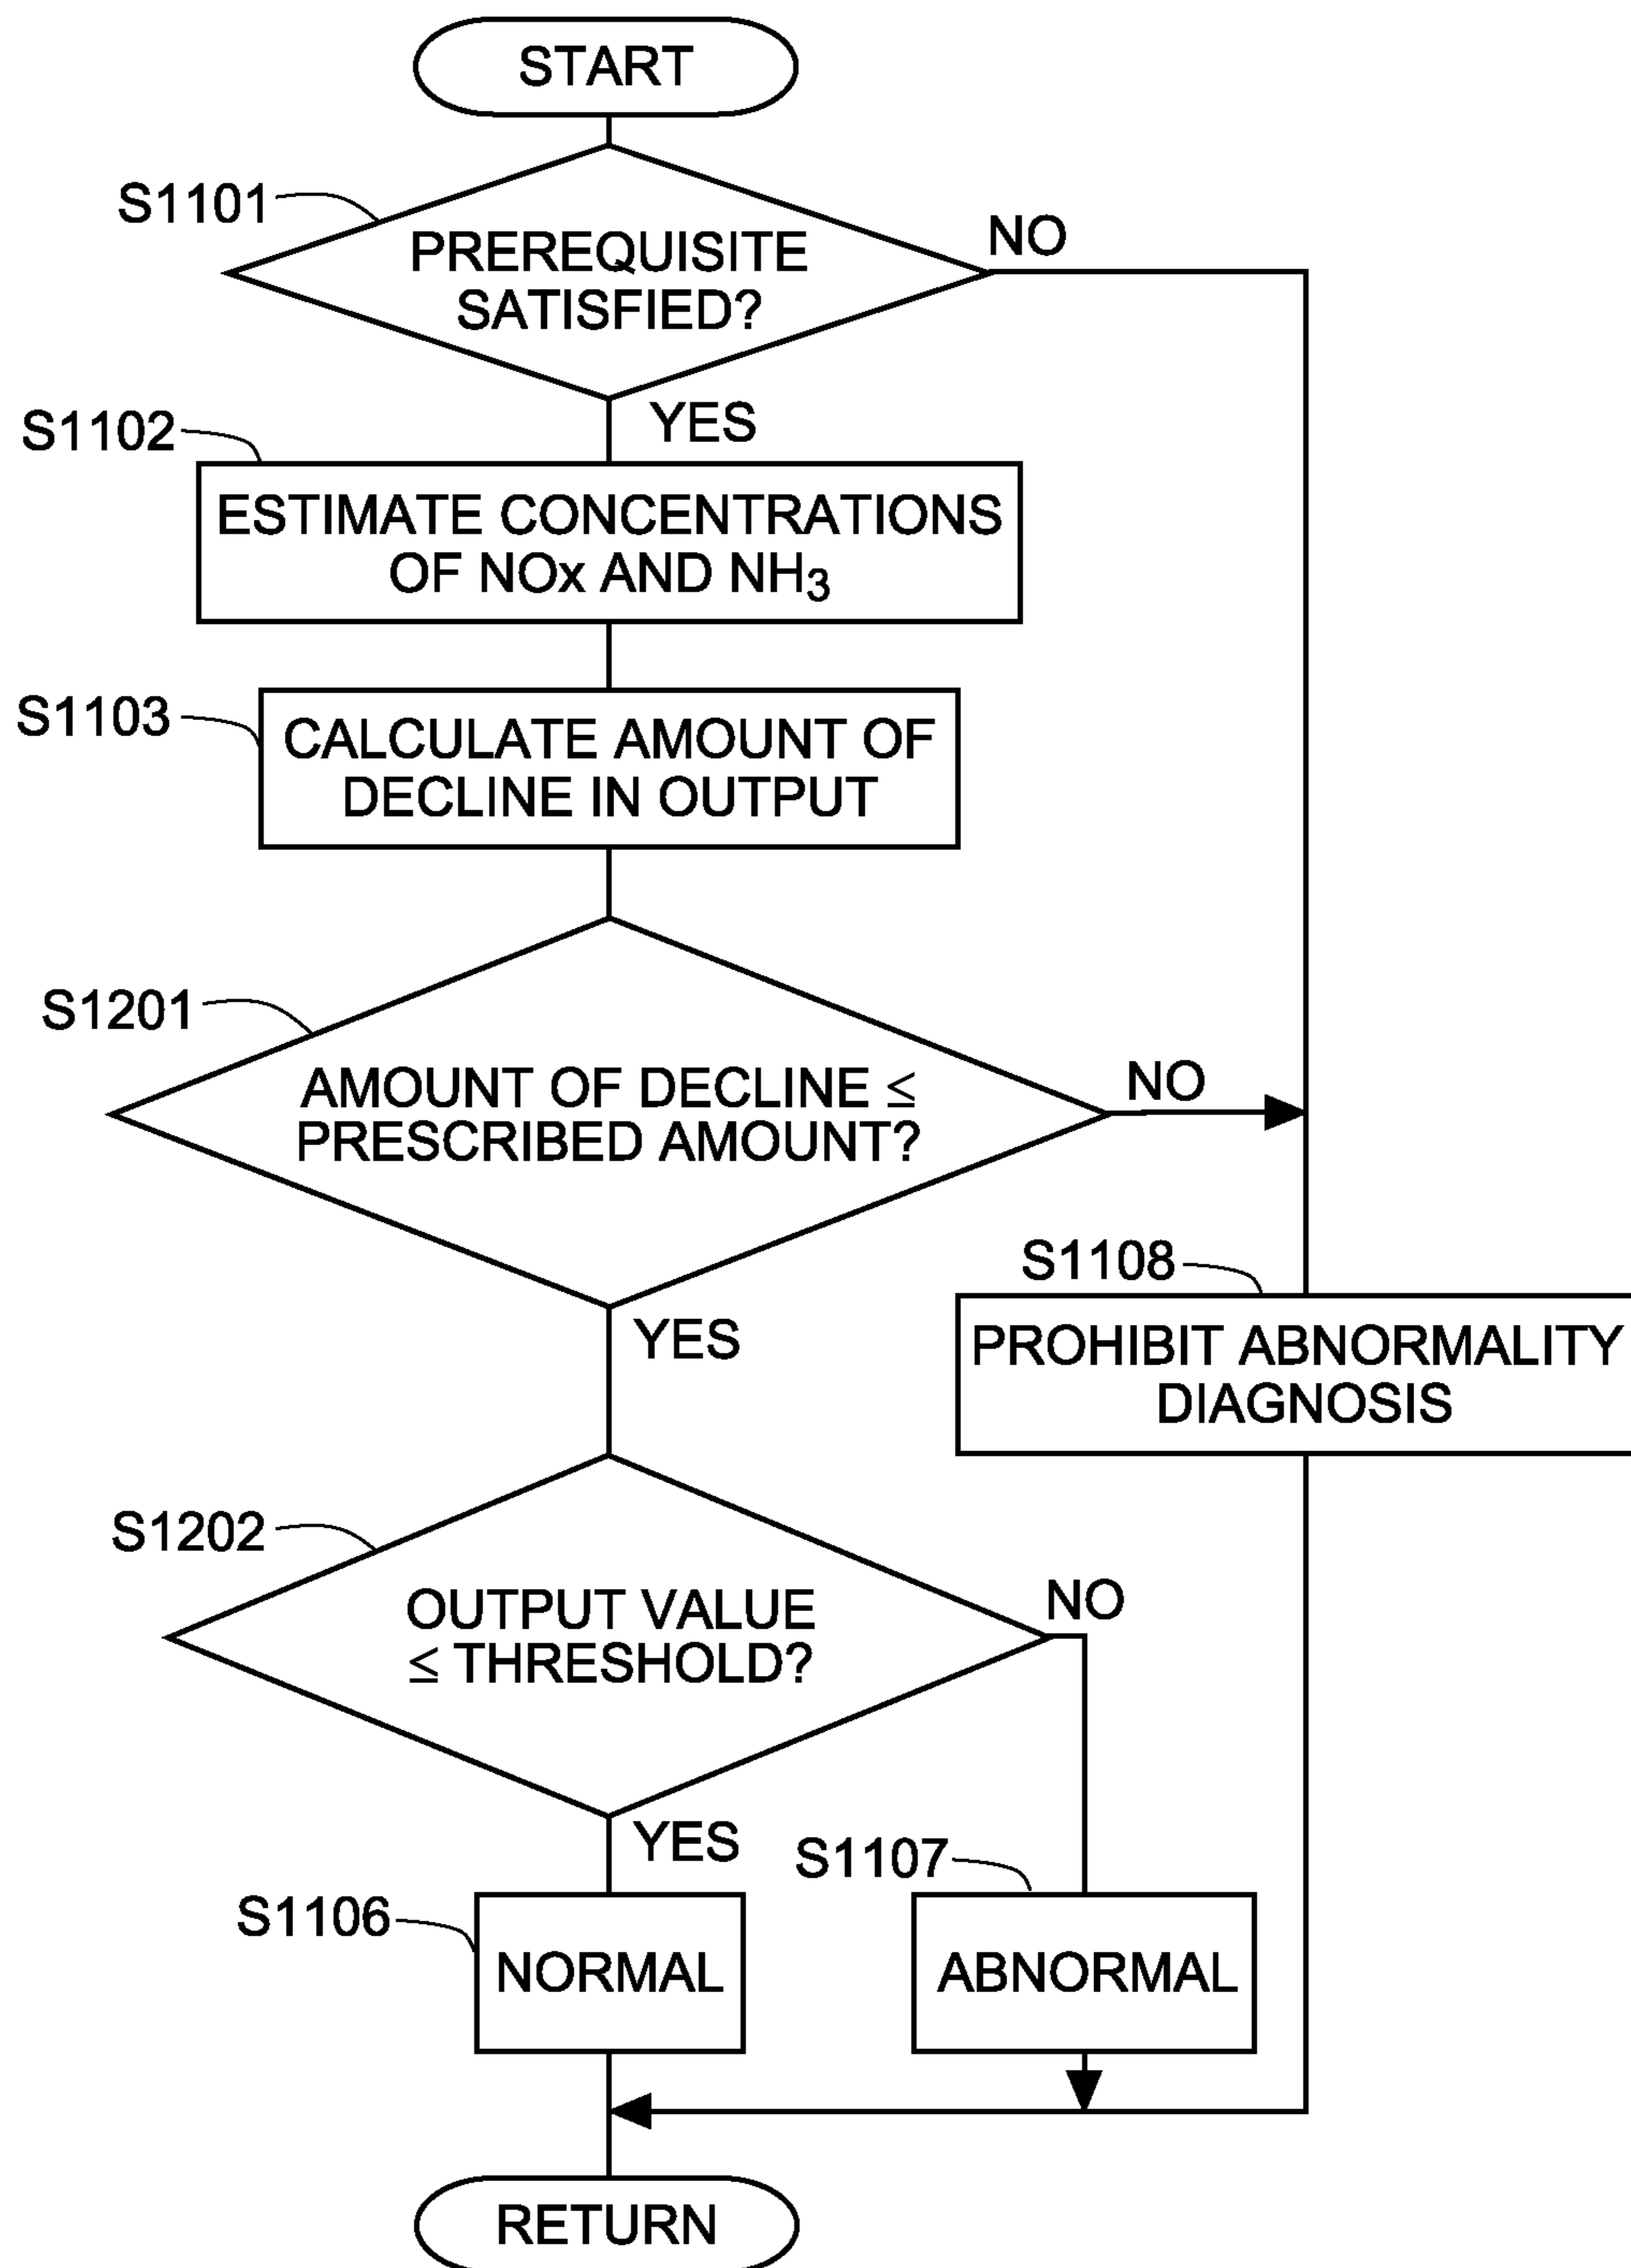 START
S1101
PREREQUISITE
SATISFIED?
NO
YES
S1102
ESTIMATE CONCENTRATIONS
OF NOx AND NH₃
S1103
CALCULATE AMOUNT OF
DECLINE IN OUTPUT
S1201
AMOUNT OF DECLINE ≤
PRESCRIBED AMOUNT?
NO
YES
S1108
PROHIBIT ABNORMALITY
DIAGNOSIS
S1202
OUTPUT VALUE
≤ THRESHOLD?
NO
YES
S1106
NORMAL
S1107
ABNORMAL
RETURN